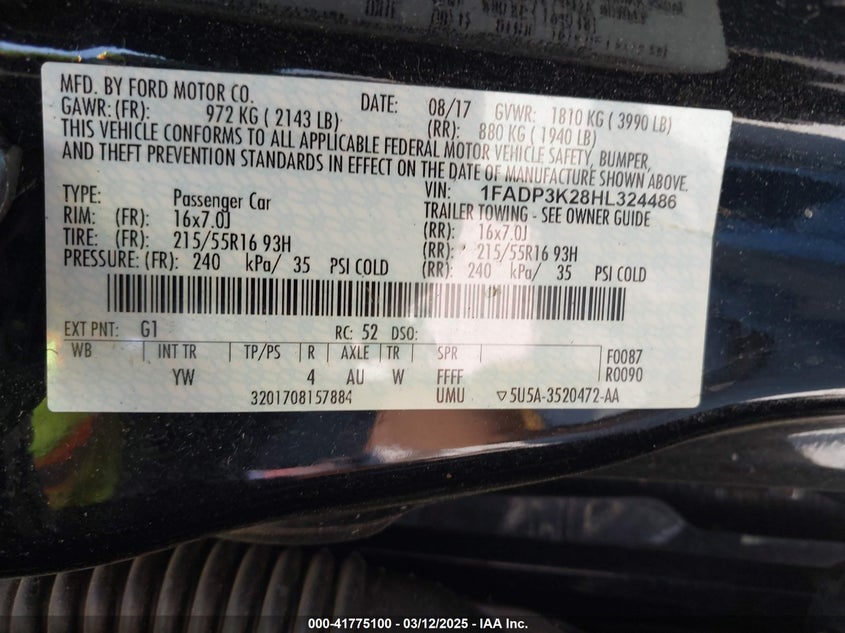 MFD. BY FORD MOTOR CO. DATE: 08/17 GVWR: 1810 KG ( 3990 LB)
GAWR: (FR): 972 KG ( 2143 LB) (RR): 880 KG ( 1940 LB)
THIS VEHICLE CONFORMS TO ALL APPLICABLE FEDERAL MOTOR VEHICLE SAFETY, BUMPER,
AND THEFT PREVENTION STANDARDS IN EFFECT ON THE DATE OF MANUFACTURE SHOWN ABOVE.
VIN: 1FADP3K28HL324486
TYPE: Passenger Car TRAILER TOWING - SEE OWNER GUIDE
RIM: (FR): 16x7.0J (RR): 16x7.0J
TIRE: (FR): 215/55R16 93H (RR): 215/55R16 93H
PRESSURE: (FR): 240 kPa/ 35 PSI COLD (RR): 240 kPa/ 35 PSI COLD
EXT PNT: G1 RC: 52 DSO:
WB INT TR TP/PS R AXLE TR SPR F0087
YW 4 AU W FFFF R0090
3201708157884 UMU ▽5U5A-3520472-AA
000-41775100 - 03/12/2025 - IAA Inc.